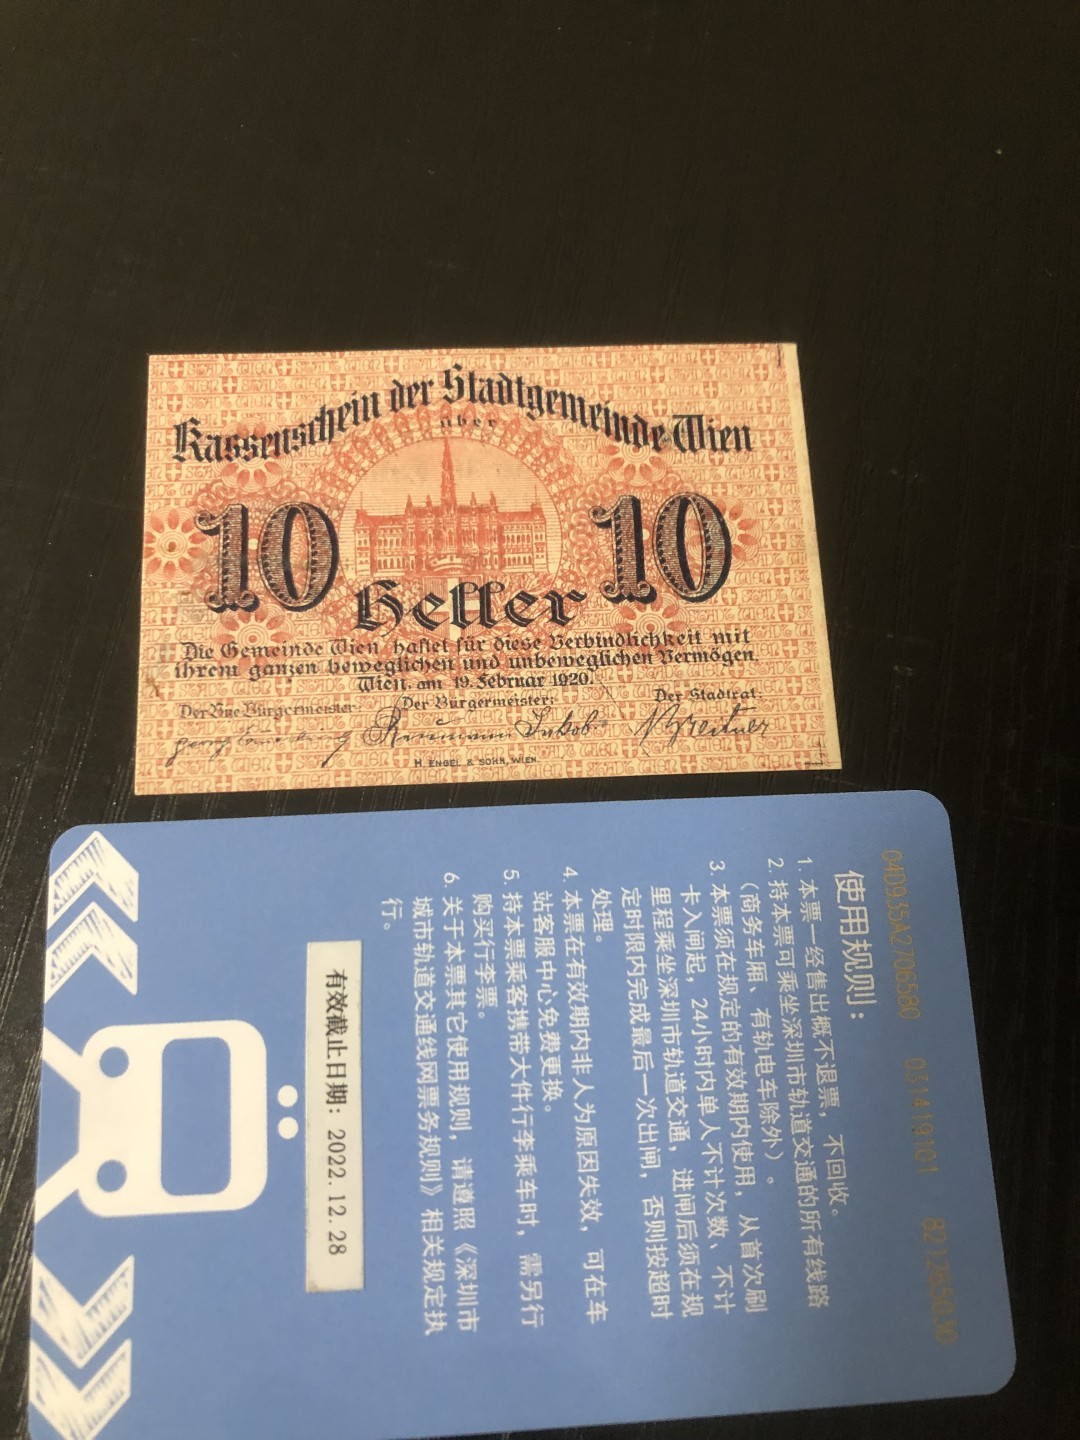 Kassenschein der Stadtgemeinde Wien
über
10 10
Heller
Die Gemeinde Wien haftet für diese Verbindlichkeit mit
ihrem ganzen beweglichen und unbeweglichen Vermögen.
Wien, am 19. Februar 1920.
Der Vize Bürgermeister: Der Bürgermeister: Der Stadtrat:
H. ENGEL & SOHN, WIEN.
04D935A2706580 031419101 821285030
使用规则：
1. 本票一经售出概不退票，不回收。
2. 持本票可乘坐深圳市轨道交通的所有线路
（商务车厢、有轨电车除外）。
3. 本票须在规定的有效期内使用，从首次刷
卡入闸起，24小时内单人不计次数、不计
里程乘坐深圳市轨道交通，进闸后须在规
定时限内完成最后一次出闸，否则按超时
处理。
4. 本票在有效期内非人为原因失效，可在车
站客服中心免费更换。
5. 持本票乘客携带大件行李乘车时，需另行
购买行李票。
6. 关于本票其它使用规则，请遵照《深圳市
城市轨道交通线网票务规则》相关规定执
行。
有效截止日期：2022.12.28